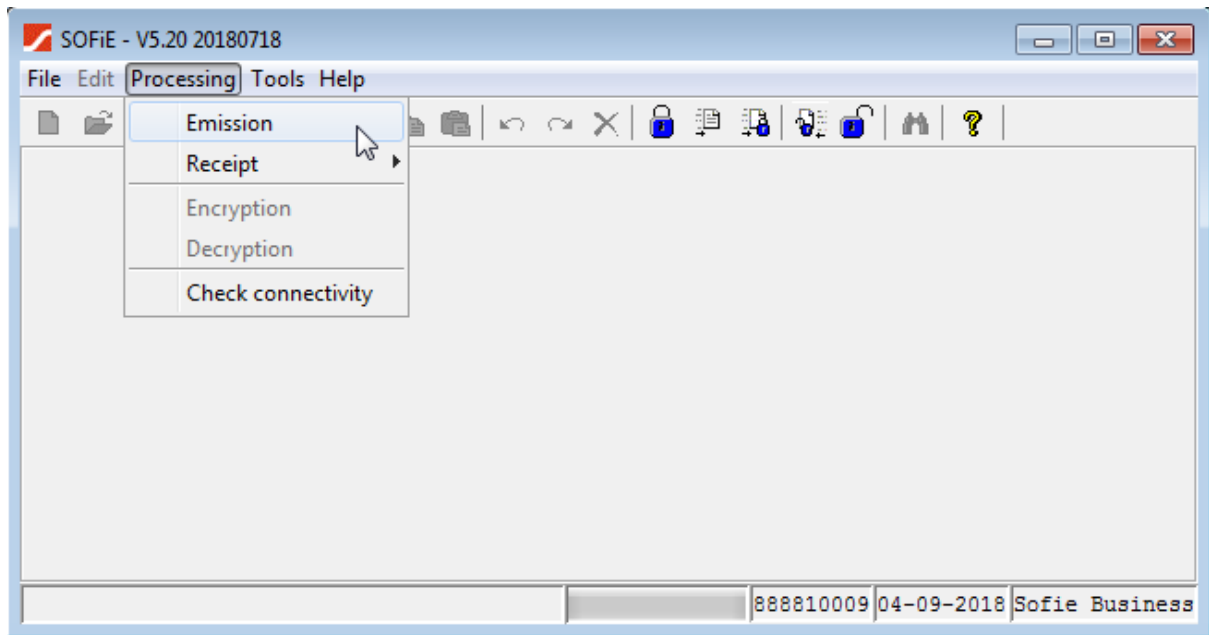 SOFiE - V5.20 20180718
File Edit Processing Tools Help
Emission
Receipt
Encryption
Decryption
Check connectivity
888810009 04-09-2018 Sofie Business